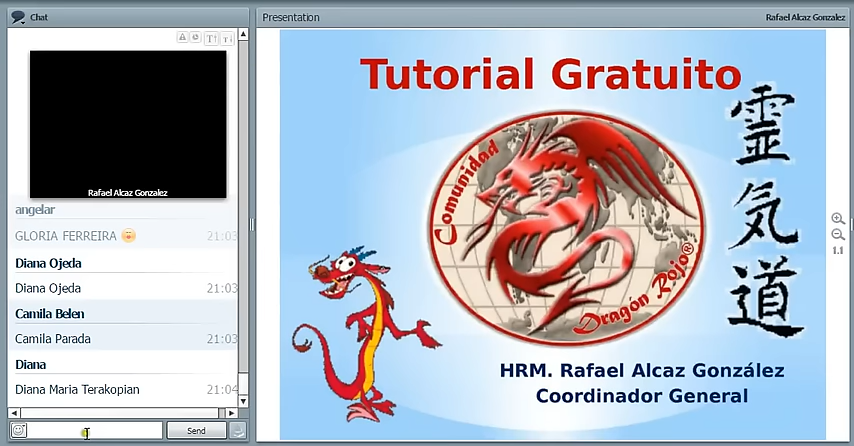 Chat
Rafael Alcaz Gonzalez
angelar
GLORIA FERREIRA 21:03
Diana Ojeda
Diana Ojeda 21:03
Camila Belen
Camila Parada 21:03
Diana
Diana Maria Terakopian 21:04
Send
Presentation
Rafael Alcaz Gonzalez
Tutorial Gratuito
Comunidad
Dragón Rojo®
霊
気
道
HRM. Rafael Alcaz González
Coordinador General
1.1